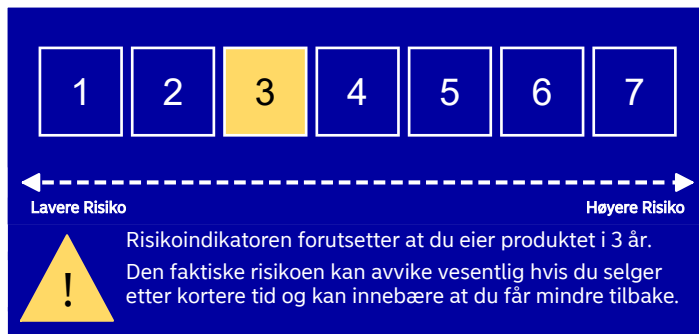 1 2 3 4 5 6 7
Lavere Risiko Høyere Risiko
Risikoindikatoren forutsetter at du eier produktet i 3 år.
Den faktiske risikoen kan avvike vesentlig hvis du selger
! etter kortere tid og kan innebære at du får mindre tilbake.